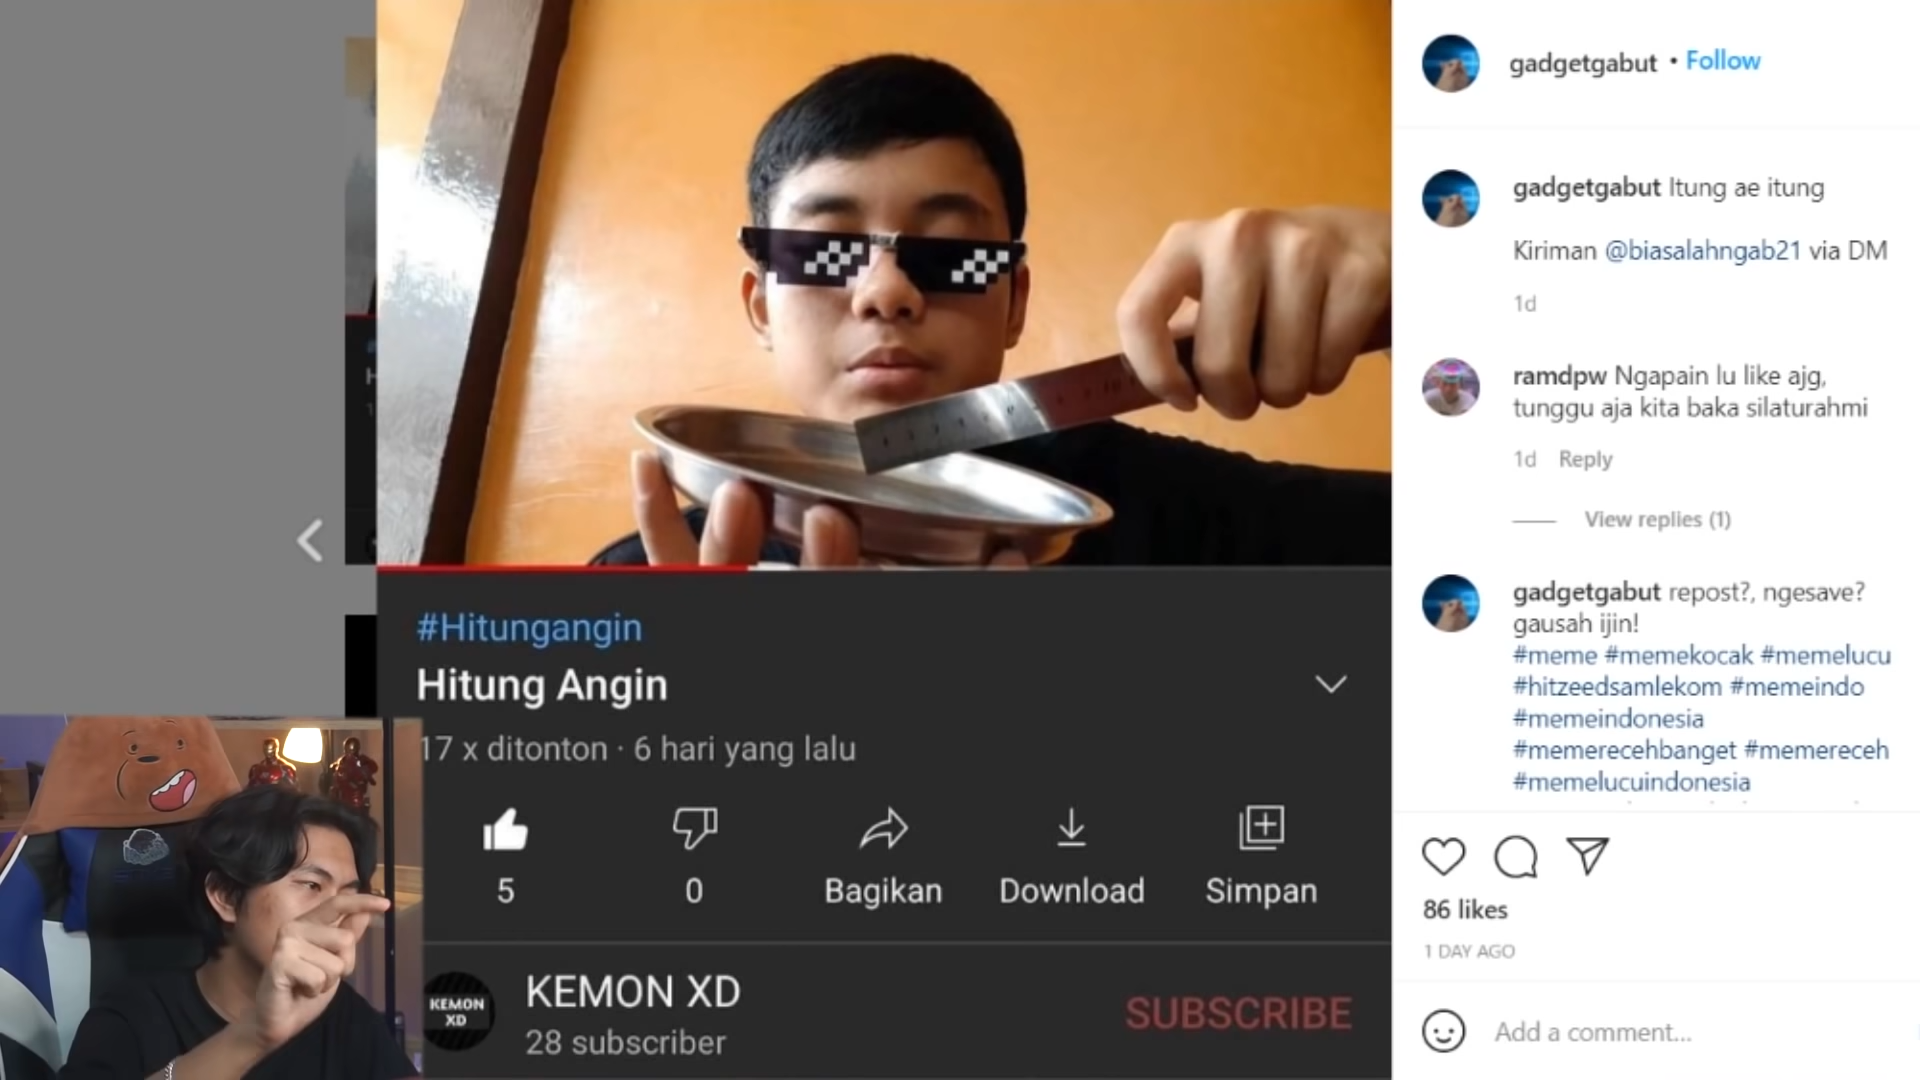 #Hitungangin
Hitung Angin
17 x ditonton · 6 hari yang lalu
5
0
Bagikan
Download
Simpan
KEMON
XD
KEMON XD
28 subscriber
SUBSCRIBE
gadgetgabut • Follow
gadgetgabut Itung ae itung
Kiriman @biasalahngab21 via DM
1d
ramdpw Ngapain lu like ajg,
tunggu aja kita baka silaturahmi
1d Reply
View replies (1)
gadgetgabut repost?, ngesave?
gausah ijin!
#meme #memekocak #memelucu
#hitzeedsamlekom #memeindo
#memeindonesia
#memerecehbanget #memereceh
#memelucuindonesia
86 likes
1 DAY AGO
Add a comment...